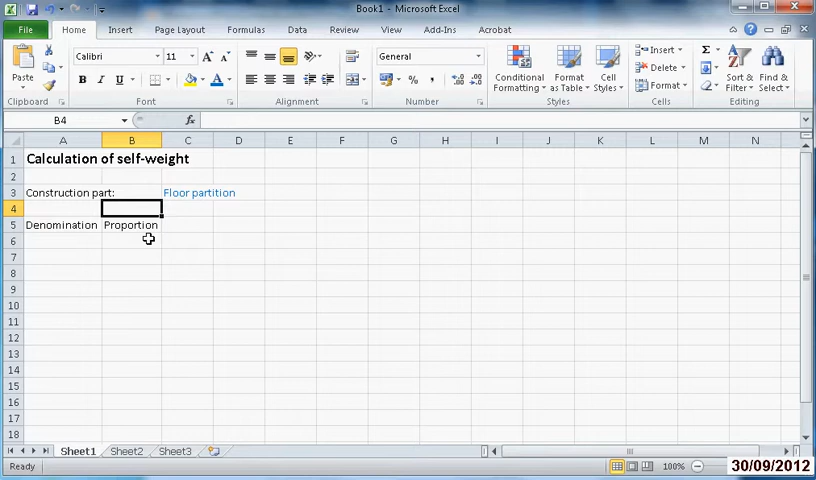 Book1 - Microsoft Excel
File Home Insert Page Layout Formulas Data Review View Add-Ins Acrobat
Calibri 11 General Insert Σ
Paste B I U A % , Conditional Formatting Format as Table Cell Styles Delete Format Sort & Filter Find & Select
Clipboard Font Alignment Number Styles Cells Editing
B4 fx
A B C D E F G H I J K L M N
1 Calculation of self-weight
2
3 Construction part: Floor partition
4
5 Denomination Proportion
6
7
8
9
10
11
12
13
14
15
16
17
18
Sheet1 Sheet2 Sheet3
Ready 100% 30/09/2012